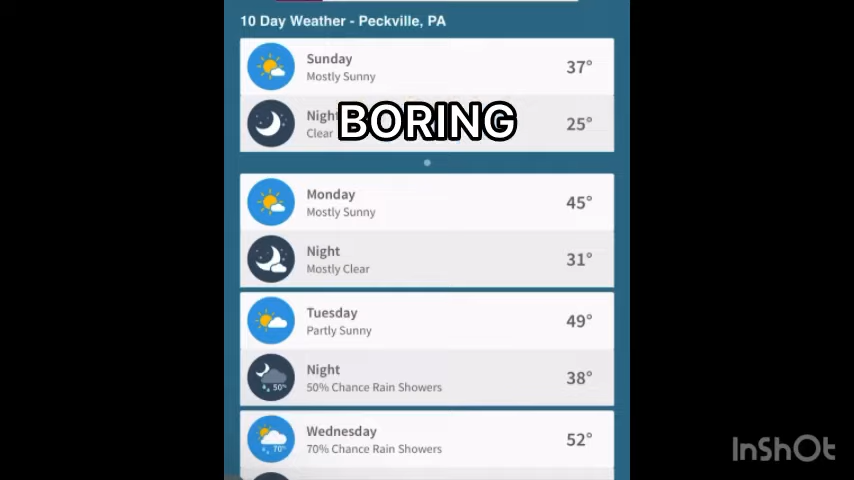 10 Day Weather - Peckville, PA
Sunday
Mostly Sunny
37°
Night
Clear
25°
BORING
Monday
Mostly Sunny
45°
Night
Mostly Clear
31°
Tuesday
Partly Sunny
49°
Night
50% Chance Rain Showers
38°
50%
Wednesday
70% Chance Rain Showers
52°
70%
InShOt